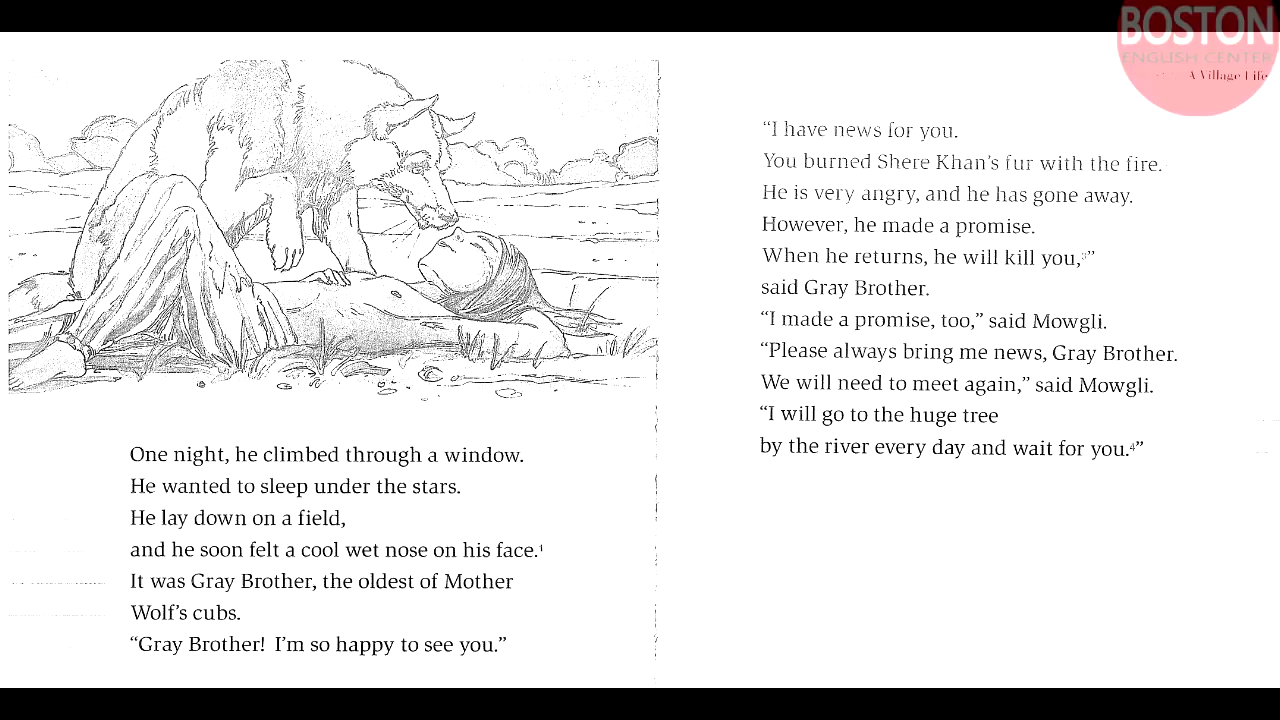 BOSTON
ENGLISH CENTER
A Village Life
One night, he climbed through a window.
He wanted to sleep under the stars.
He lay down on a field,
and he soon felt a cool wet nose on his face.¹
It was Gray Brother, the oldest of Mother
Wolf’s cubs.
“Gray Brother! I’m so happy to see you.”
“I have news for you.
You burned Shere Khan’s fur with the fire.
He is very angry, and he has gone away.
However, he made a promise.
When he returns, he will kill you,³”
said Gray Brother.
“I made a promise, too,” said Mowgli.
“Please always bring me news, Gray Brother.
We will need to meet again,” said Mowgli.
“I will go to the huge tree
by the river every day and wait for you.⁴”